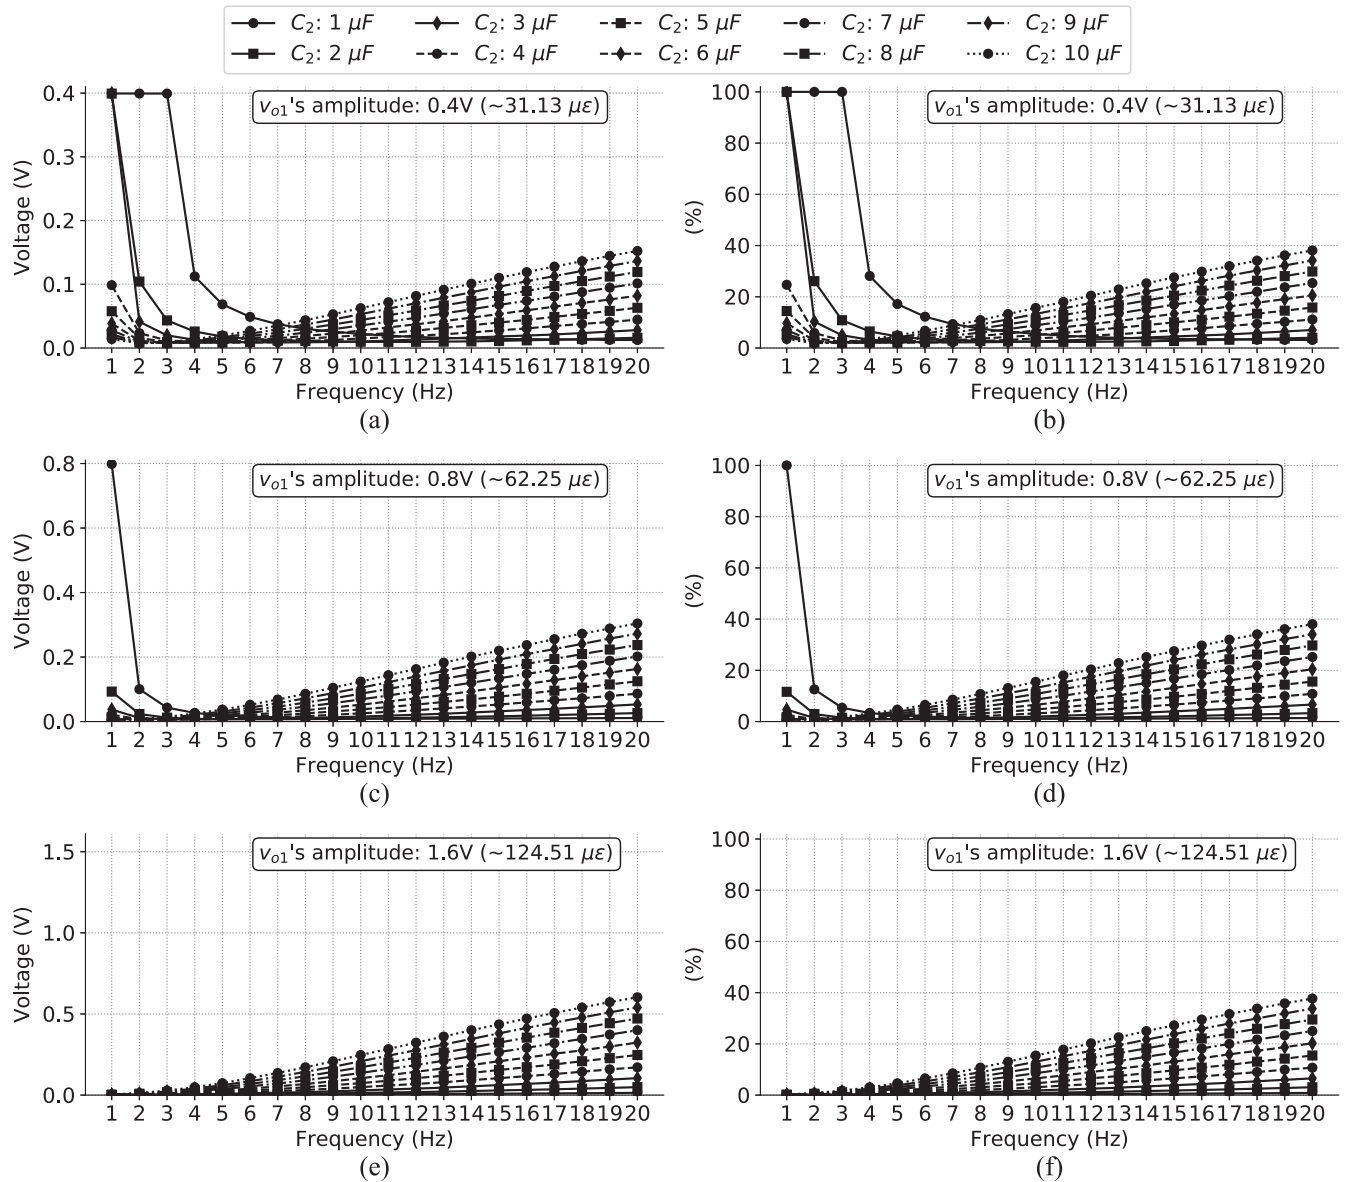 C₂: 1 μF C₂: 3 μF C₂: 5 μF C₂: 7 μF C₂: 9 μF
C₂: 2 μF C₂: 4 μF C₂: 6 μF C₂: 8 μF C₂: 10 μF
vₒ₁'s amplitude: 0.4V (~31.13 με)
Voltage (V)
0.4
0.3
0.2
0.1
0.0
1 2 3 4 5 6 7 8 9 10 11 12 13 14 15 16 17 18 19 20
Frequency (Hz)
(a)
vₒ₁'s amplitude: 0.4V (~31.13 με)
(%)
100
80
60
40
20
0
1 2 3 4 5 6 7 8 9 10 11 12 13 14 15 16 17 18 19 20
Frequency (Hz)
(b)
vₒ₁'s amplitude: 0.8V (~62.25 με)
Voltage (V)
0.8
0.6
0.4
0.2
0.0
1 2 3 4 5 6 7 8 9 10 11 12 13 14 15 16 17 18 19 20
Frequency (Hz)
(c)
vₒ₁'s amplitude: 0.8V (~62.25 με)
(%)
100
80
60
40
20
0
1 2 3 4 5 6 7 8 9 10 11 12 13 14 15 16 17 18 19 20
Frequency (Hz)
(d)
vₒ₁'s amplitude: 1.6V (~124.51 με)
Voltage (V)
1.5
1.0
0.5
0.0
1 2 3 4 5 6 7 8 9 10 11 12 13 14 15 16 17 18 19 20
Frequency (Hz)
(e)
vₒ₁'s amplitude: 1.6V (~124.51 με)
(%)
100
80
60
40
20
0
1 2 3 4 5 6 7 8 9 10 11 12 13 14 15 16 17 18 19 20
Frequency (Hz)
(f)